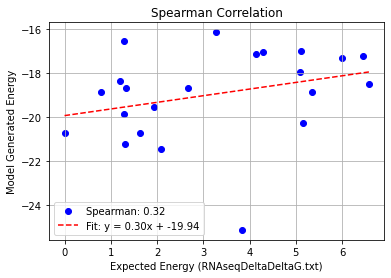 Spearman Correlation
Model Generated Energy
−16
−18
−20
−22
−24
Spearman: 0.32
Fit: y = 0.30x + -19.94
0
1
2
3
4
5
6
Expected Energy (RNAseqDeltaDeltaG.txt)